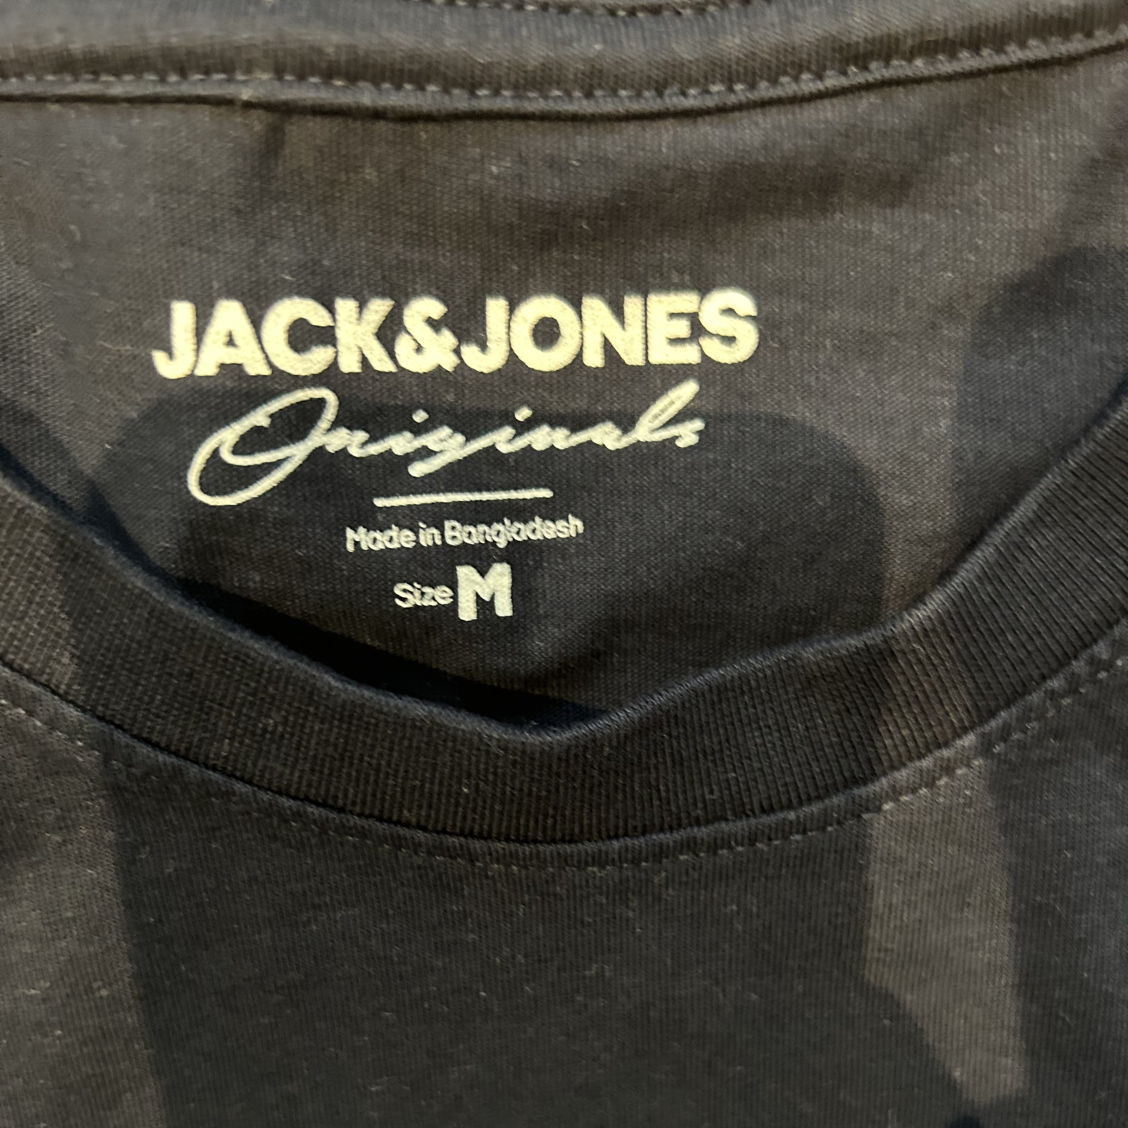 JACK&JONES
Originals
Made in Bangladesh
Size M